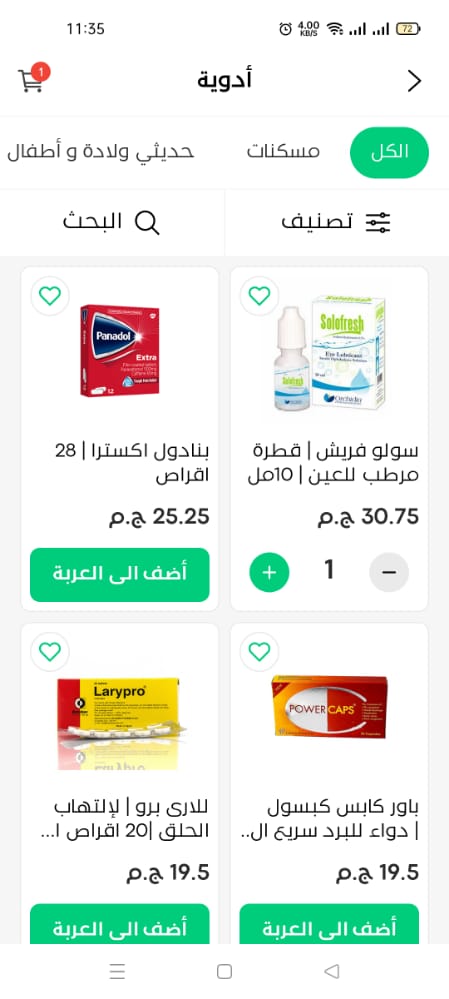 11:35
4.00 KB/S
72
1
أدوية
الكل
مسكنات
حديثي ولادة و أطفال
تصنيف
البحث
Solofresh
Eye Lubricant
Solofresh
Orchidia
سولو فريش | قطرة
مرطب للعين | 10مل
30.75 ج.م
1
Panadol
Extra
12
بنادول اكسترا | 28
اقراص
25.25 ج.م
أضف الى العربة
POWER CAPS
باور كابس كبسول
| دواء للبرد سريع ال..
19.5 ج.م
أضف الى العربة
Larypro
للارى برو | لإلتهاب
الحلق |20 اقراص ا...
19.5 ج.م
أضف الى العربة